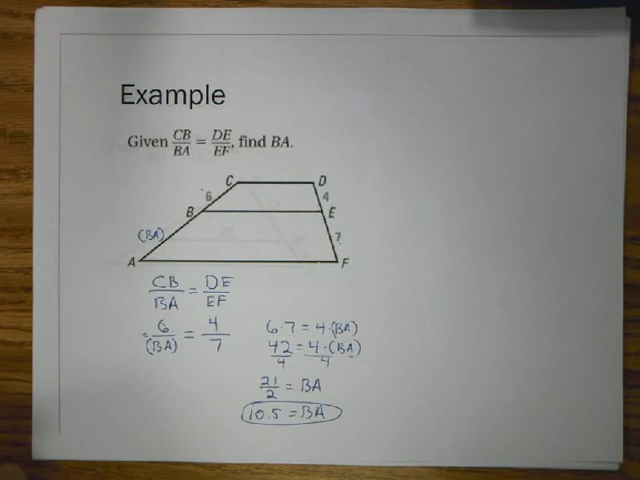 Example
Given CB/BA = DE/EF, find BA.
C D
6 4
B E
(BA) 7
A F
CB/BA = DE/EF
6/(BA) = 4/7
6·7 = 4·(BA)
42/4 = 4·(BA)/4
21/2 = BA
10.5 = BA